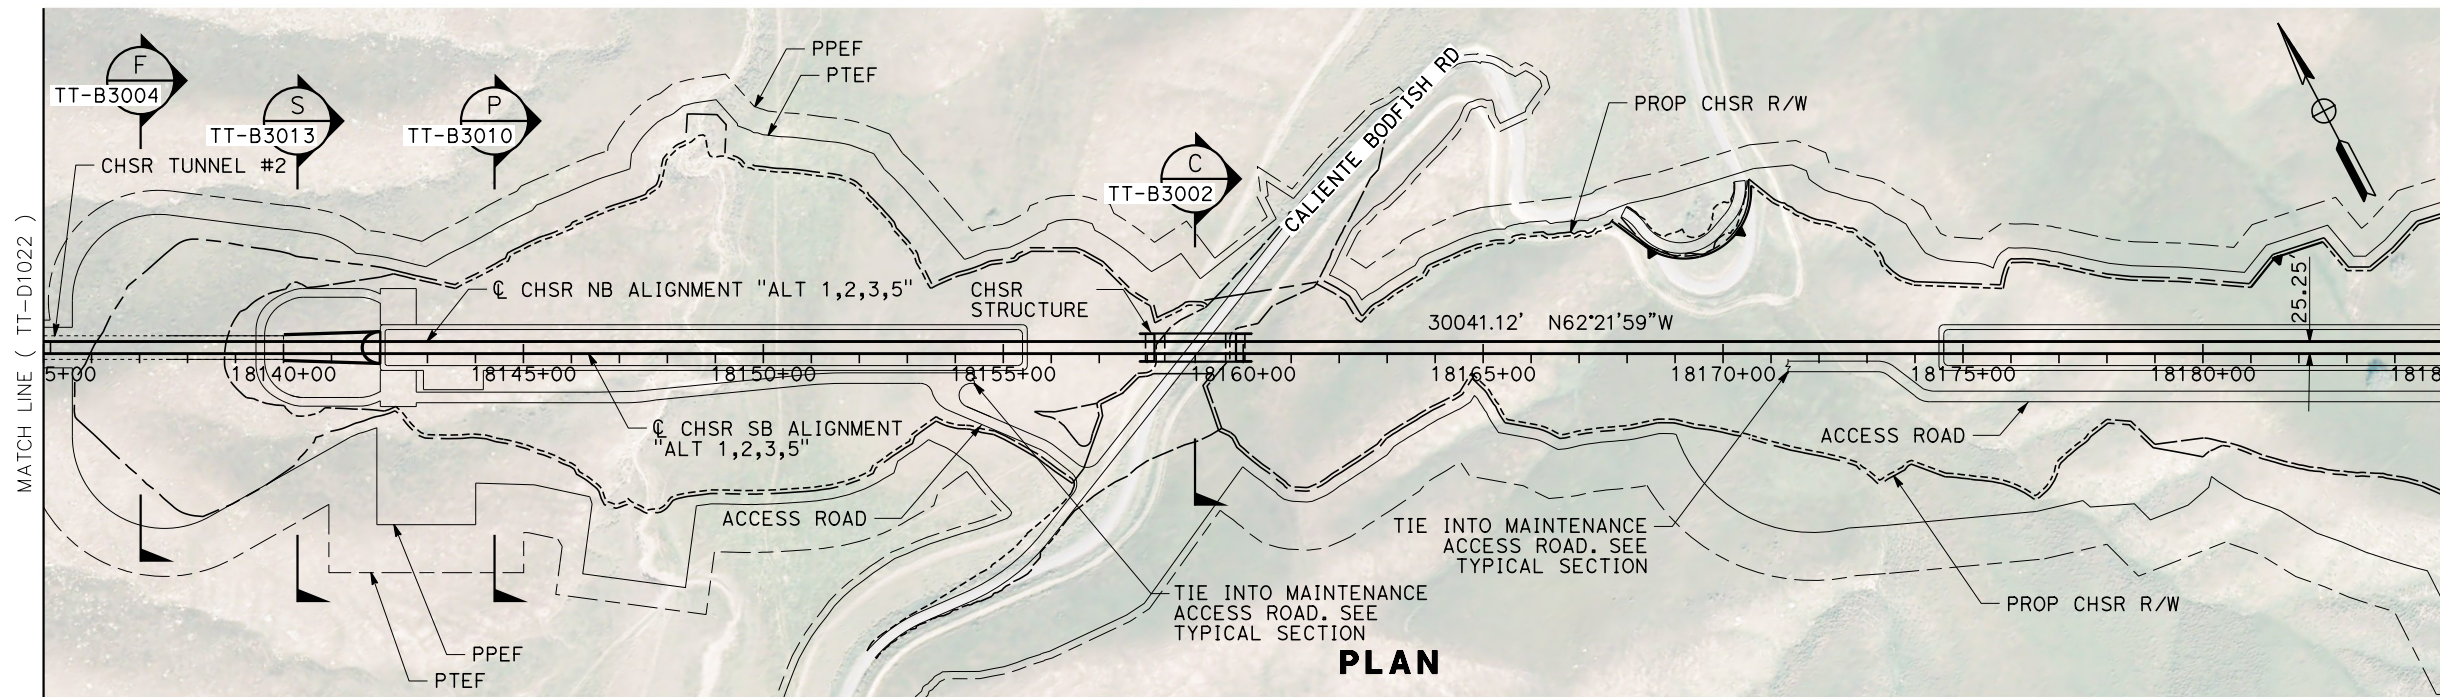 MATCH LINE ( TT-D1022 )
F
TT-B3004
S
TT-B3013
P
TT-B3010
PPEF
PTEF
CHSR TUNNEL #2
C
TT-B3002
CALIENTE BODFISH RD
PROP CHSR R/W
℄ CHSR NB ALIGNMENT "ALT 1,2,3,5"
CHSR
STRUCTURE
30041.12' N62°21'59"W
25.25'
5+00
18140+00
18145+00
18150+00
18155+00
18160+00
18165+00
18170+00
18175+00
18180+00
1818
℄ CHSR SB ALIGNMENT
"ALT 1,2,3,5"
ACCESS ROAD
ACCESS ROAD
TIE INTO MAINTENANCE
ACCESS ROAD. SEE
TYPICAL SECTION
TIE INTO MAINTENANCE
ACCESS ROAD. SEE
TYPICAL SECTION
PROP CHSR R/W
PPEF
PTEF
PLAN